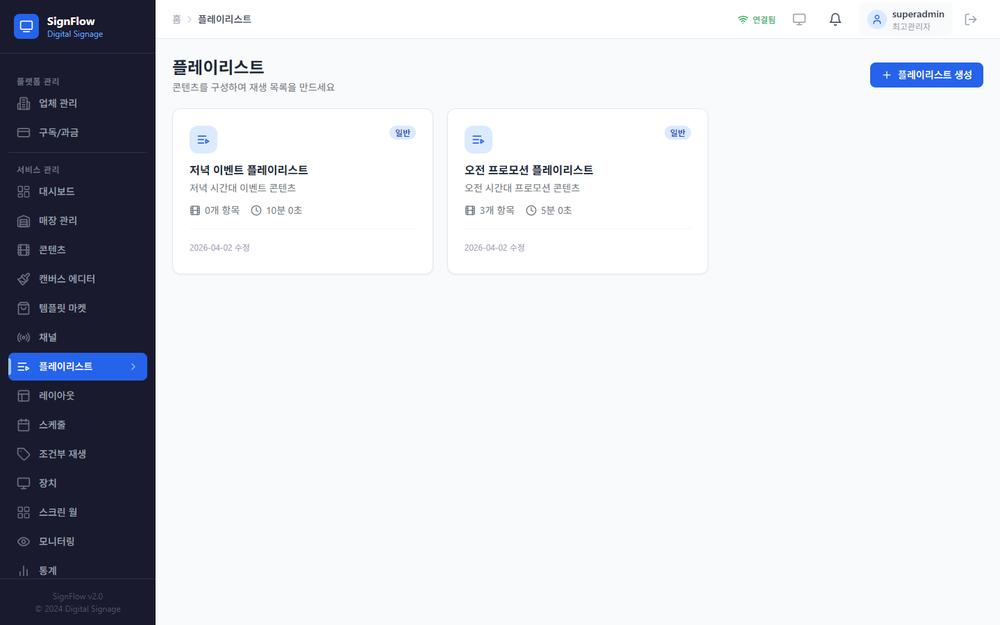 SignFlow
Digital Signage
플랫폼 관리
업체 관리
구독/과금
서비스 관리
대시보드
매장 관리
콘텐츠
캔버스 에디터
템플릿 마켓
채널
플레이리스트
레이아웃
스케줄
조건부 재생
장치
스크린 월
모니터링
통계
SignFlow v2.0
© 2024 Digital Signage
홈 > 플레이리스트
연결됨
superadmin
최고관리자
플레이리스트
콘텐츠를 구성하여 재생 목록을 만드세요
+ 플레이리스트 생성
일반
저녁 이벤트 플레이리스트
저녁 시간대 이벤트 콘텐츠
0개 항목 10분 0초
2026-04-02 수정
일반
오전 프로모션 플레이리스트
오전 시간대 프로모션 콘텐츠
3개 항목 5분 0초
2026-04-02 수정